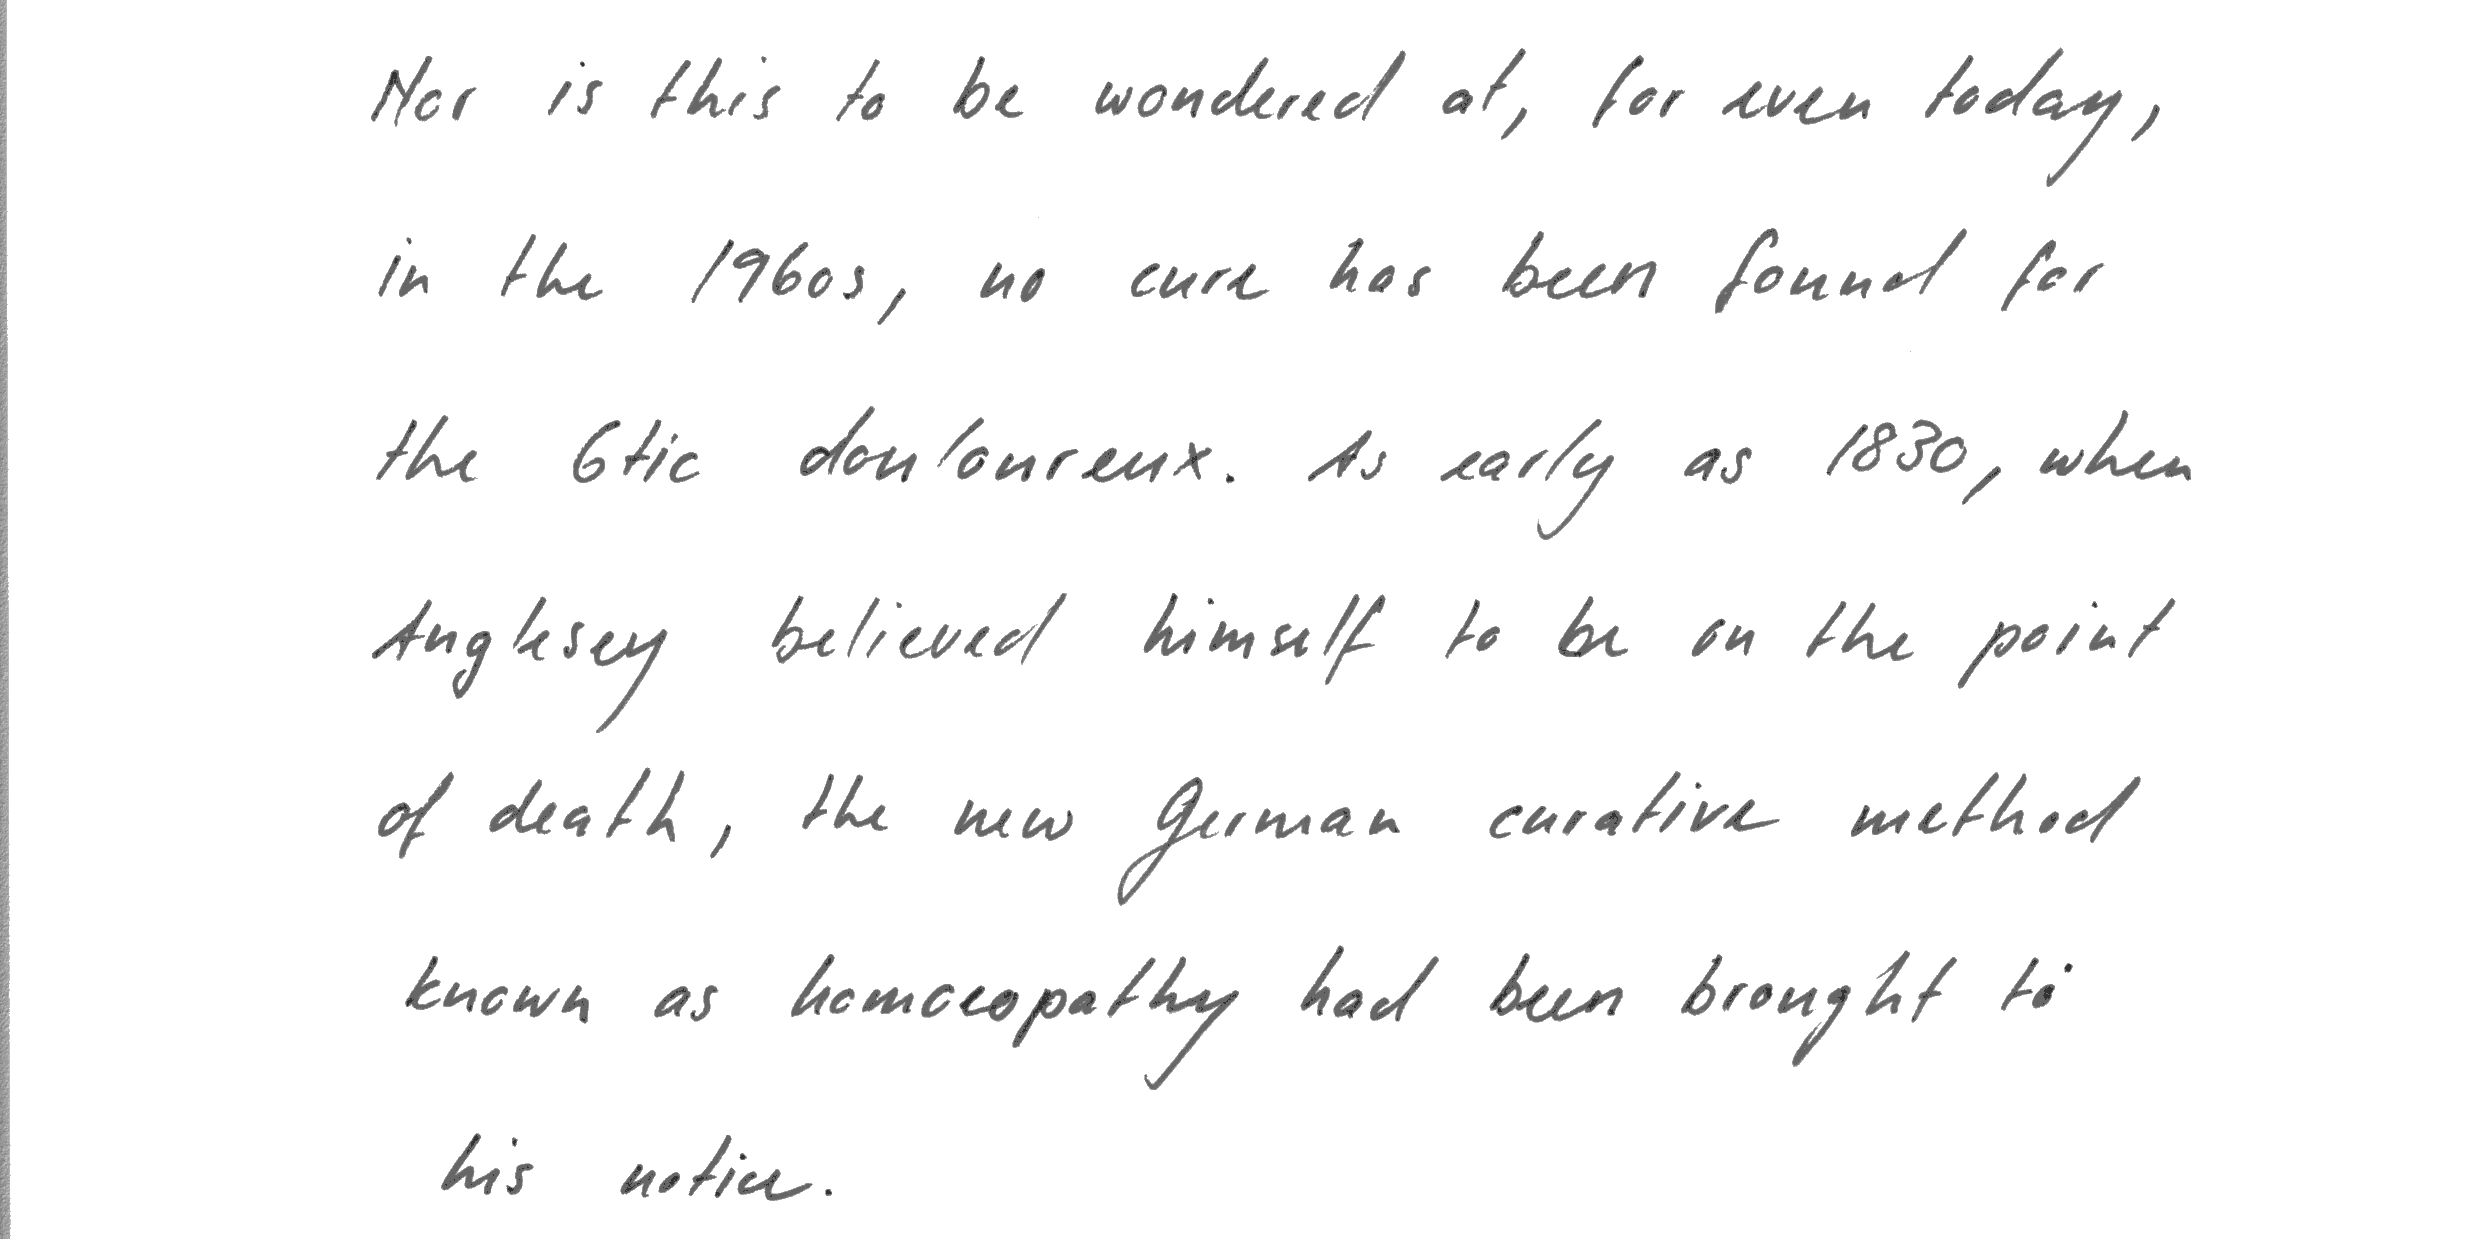 Nor is this to be wondered at, for even today,
in the 1960s, no cure has been found for
the 6tic douloureux. As early as 1830, when
Anglesey believed himself to be on the point
of death, the new German curative method
known as homoeopathy had been brought to
his notice.